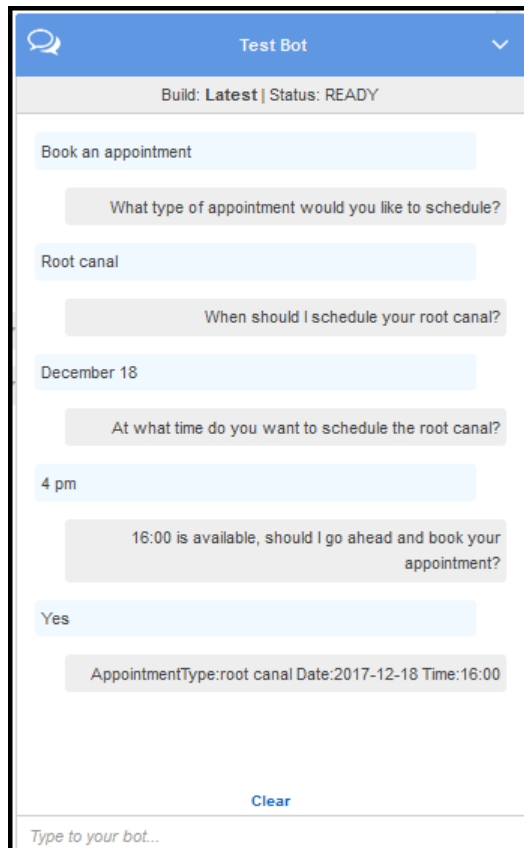 Test Bot
Build: Latest | Status: READY
Book an appointment
What type of appointment would you like to schedule?
Root canal
When should I schedule your root canal?
December 18
At what time do you want to schedule the root canal?
4 pm
16:00 is available, should I go ahead and book your
appointment?
Yes
AppointmentType:root canal Date:2017-12-18 Time:16:00
Clear
Type to your bot...